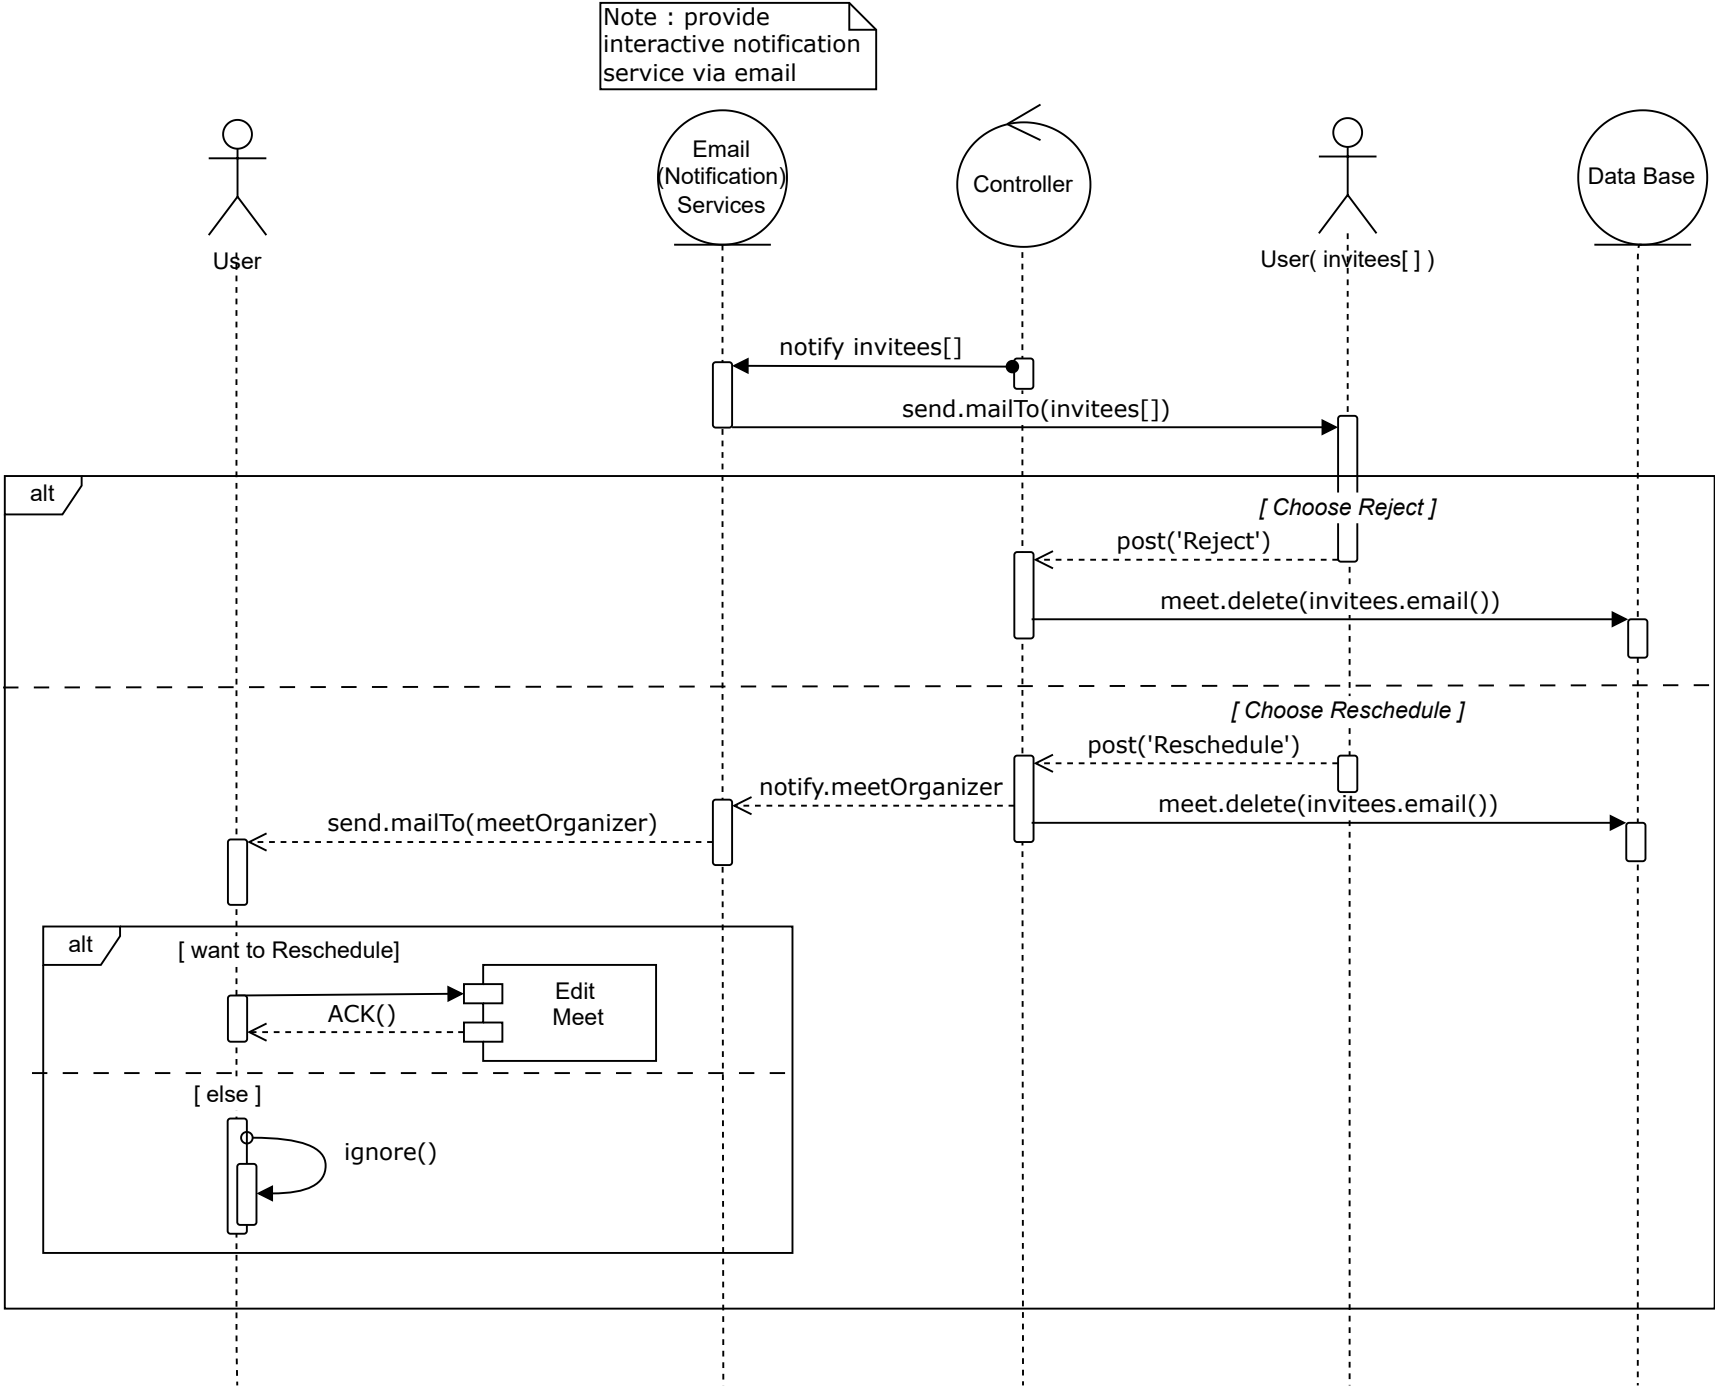 Note : provide
interactive notification
service via email
Email
(Notification)
Services
Controller
Data Base
User
User( invitees[ ] )
notify invitees[]
send.mailTo(invitees[])
alt
[ Choose Reject ]
post('Reject')
meet.delete(invitees.email())
[ Choose Reschedule ]
post('Reschedule')
notify.meetOrganizer
meet.delete(invitees.email())
send.mailTo(meetOrganizer)
alt
[ want to Reschedule]
Edit
Meet
ACK()
[ else ]
ignore()